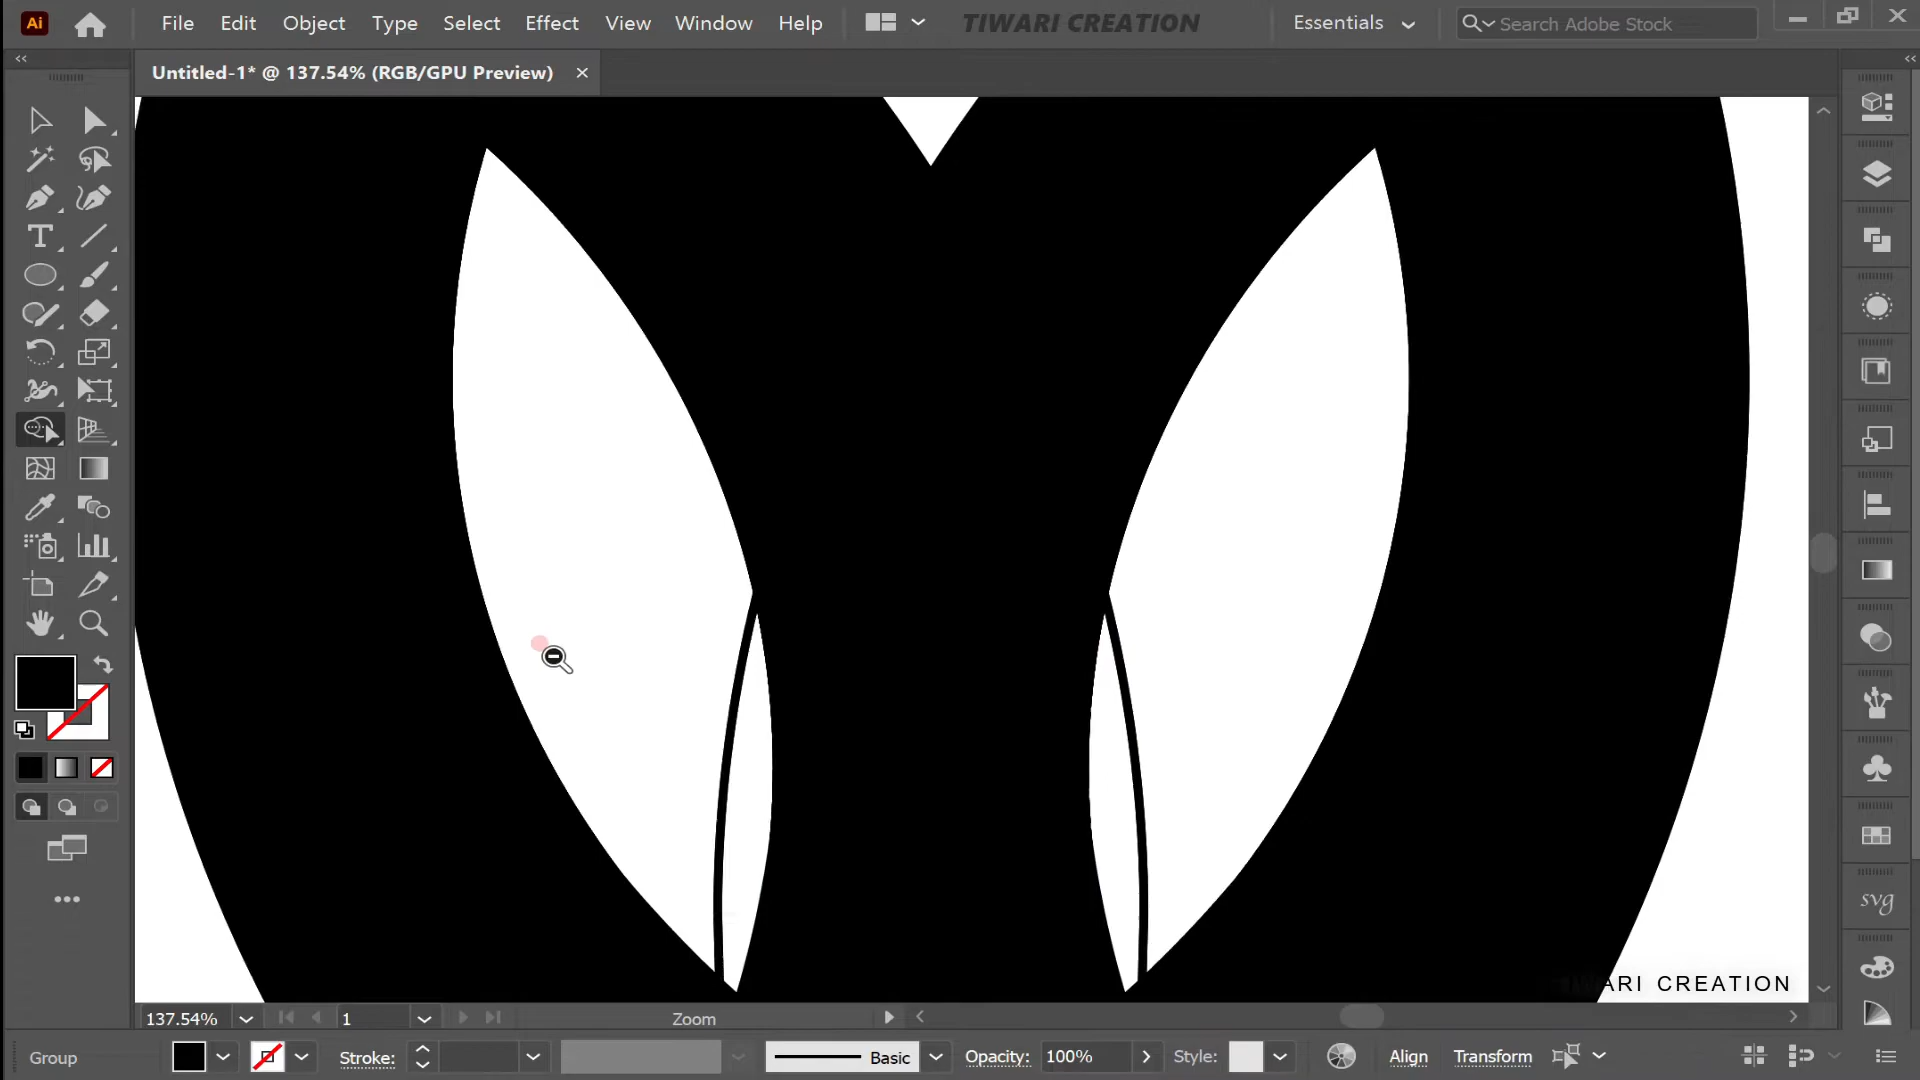 Ai File Edit Object Type Select Effect View Window Help TIWARI CREATION Essentials Search Adobe Stock
Untitled-1* @ 137.54% (RGB/GPU Preview)
svg
WARI CREATION
137.54% 1 Zoom
Group Stroke: Basic Opacity: 100% Style: Align Transform